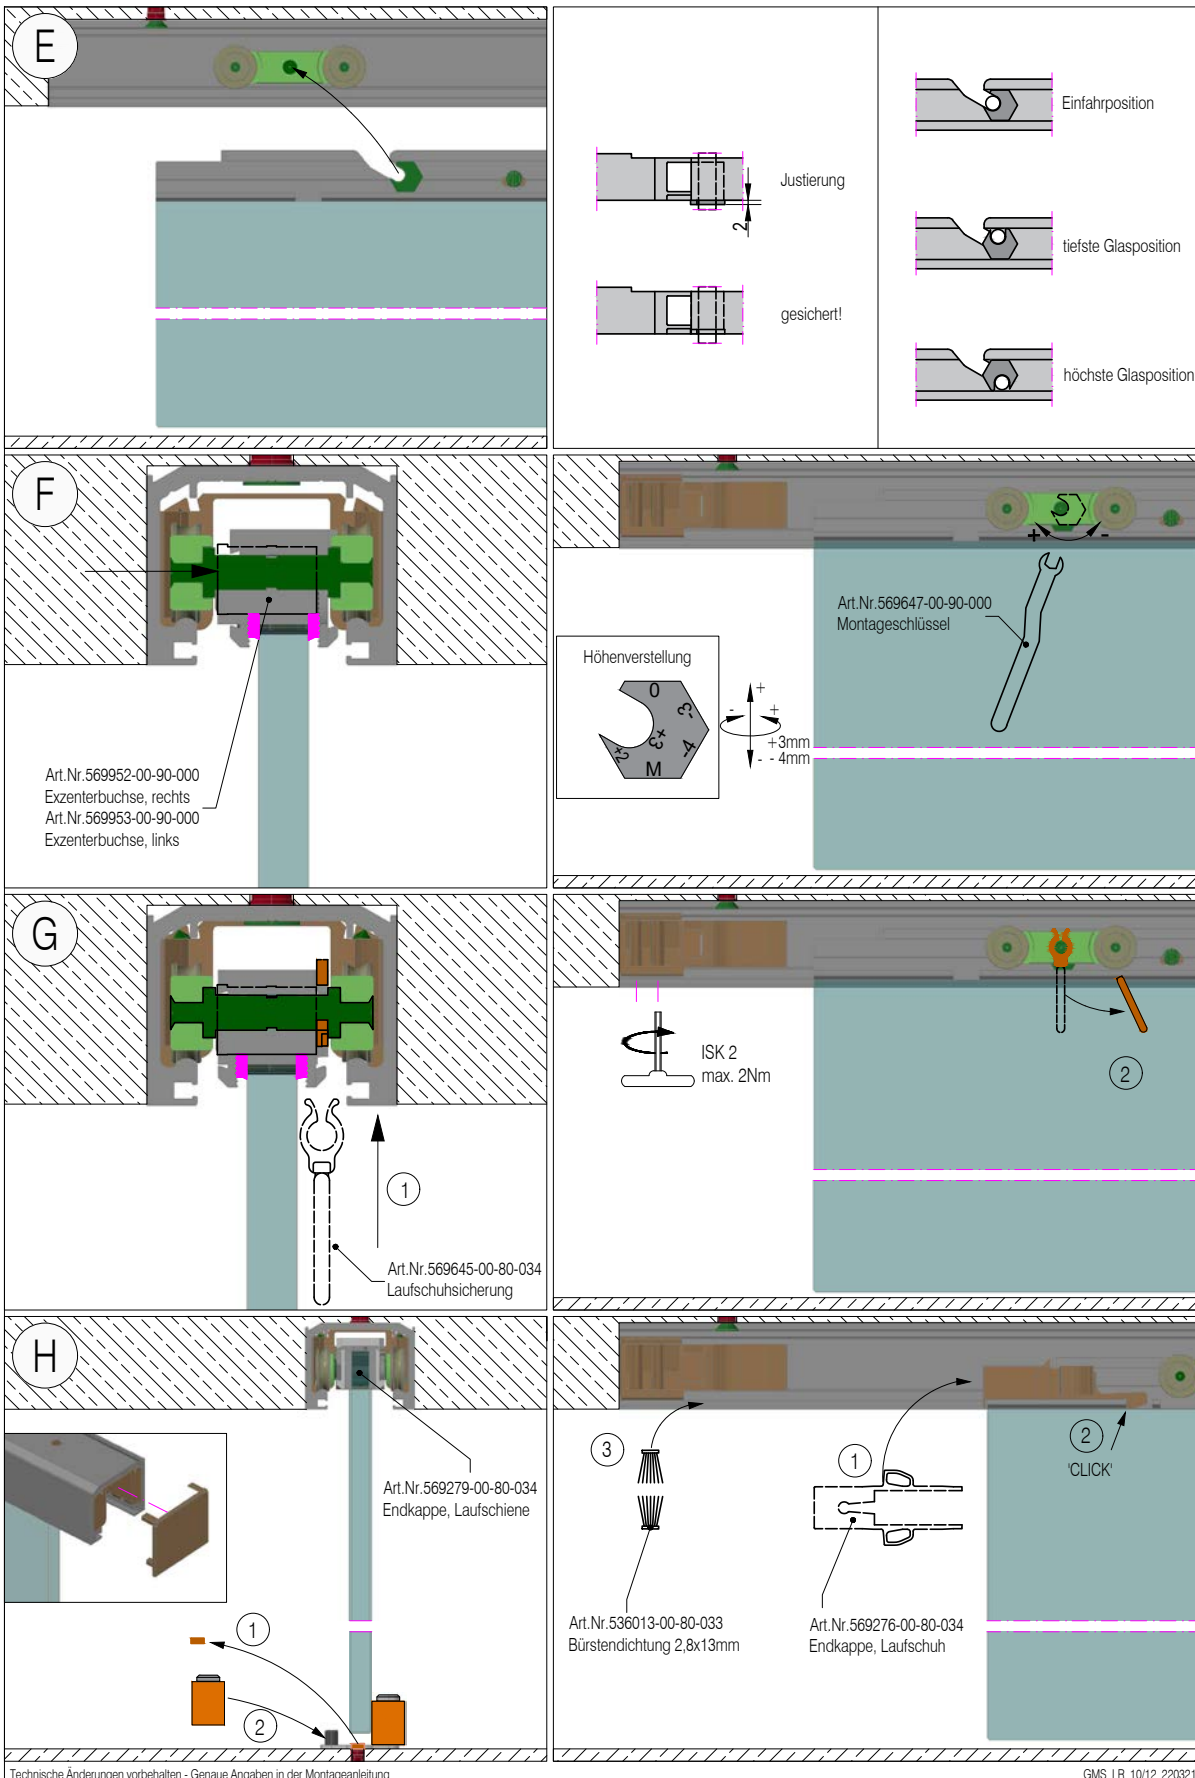 E
Justierung
2
gesichert!
Einfahrposition
tiefste Glasposition
höchste Glasposition
F
Art.Nr.569952-00-90-000
Exzenterbuchse, rechts
Art.Nr.569953-00-90-000
Exzenterbuchse, links
+ -
Art.Nr.569647-00-90-000
Montageschlüssel
Höhenverstellung
0
-3
-4
M
+2
+3
+
- +
+3mm
- - 4mm
G
1
Art.Nr.569645-00-80-034
Laufschuhsicherung
ISK 2
max. 2Nm
2
H
Art.Nr.569279-00-80-034
Endkappe, Laufschiene
1
2
3
1
2
'CLICK'
Art.Nr.536013-00-80-033
Bürstendichtung 2,8x13mm
Art.Nr.569276-00-80-034
Endkappe, Laufschuh
Technische Änderungen vorbehalten - Genaue Angaben in der Montageanleitung
GMS_LR_10/12_220321